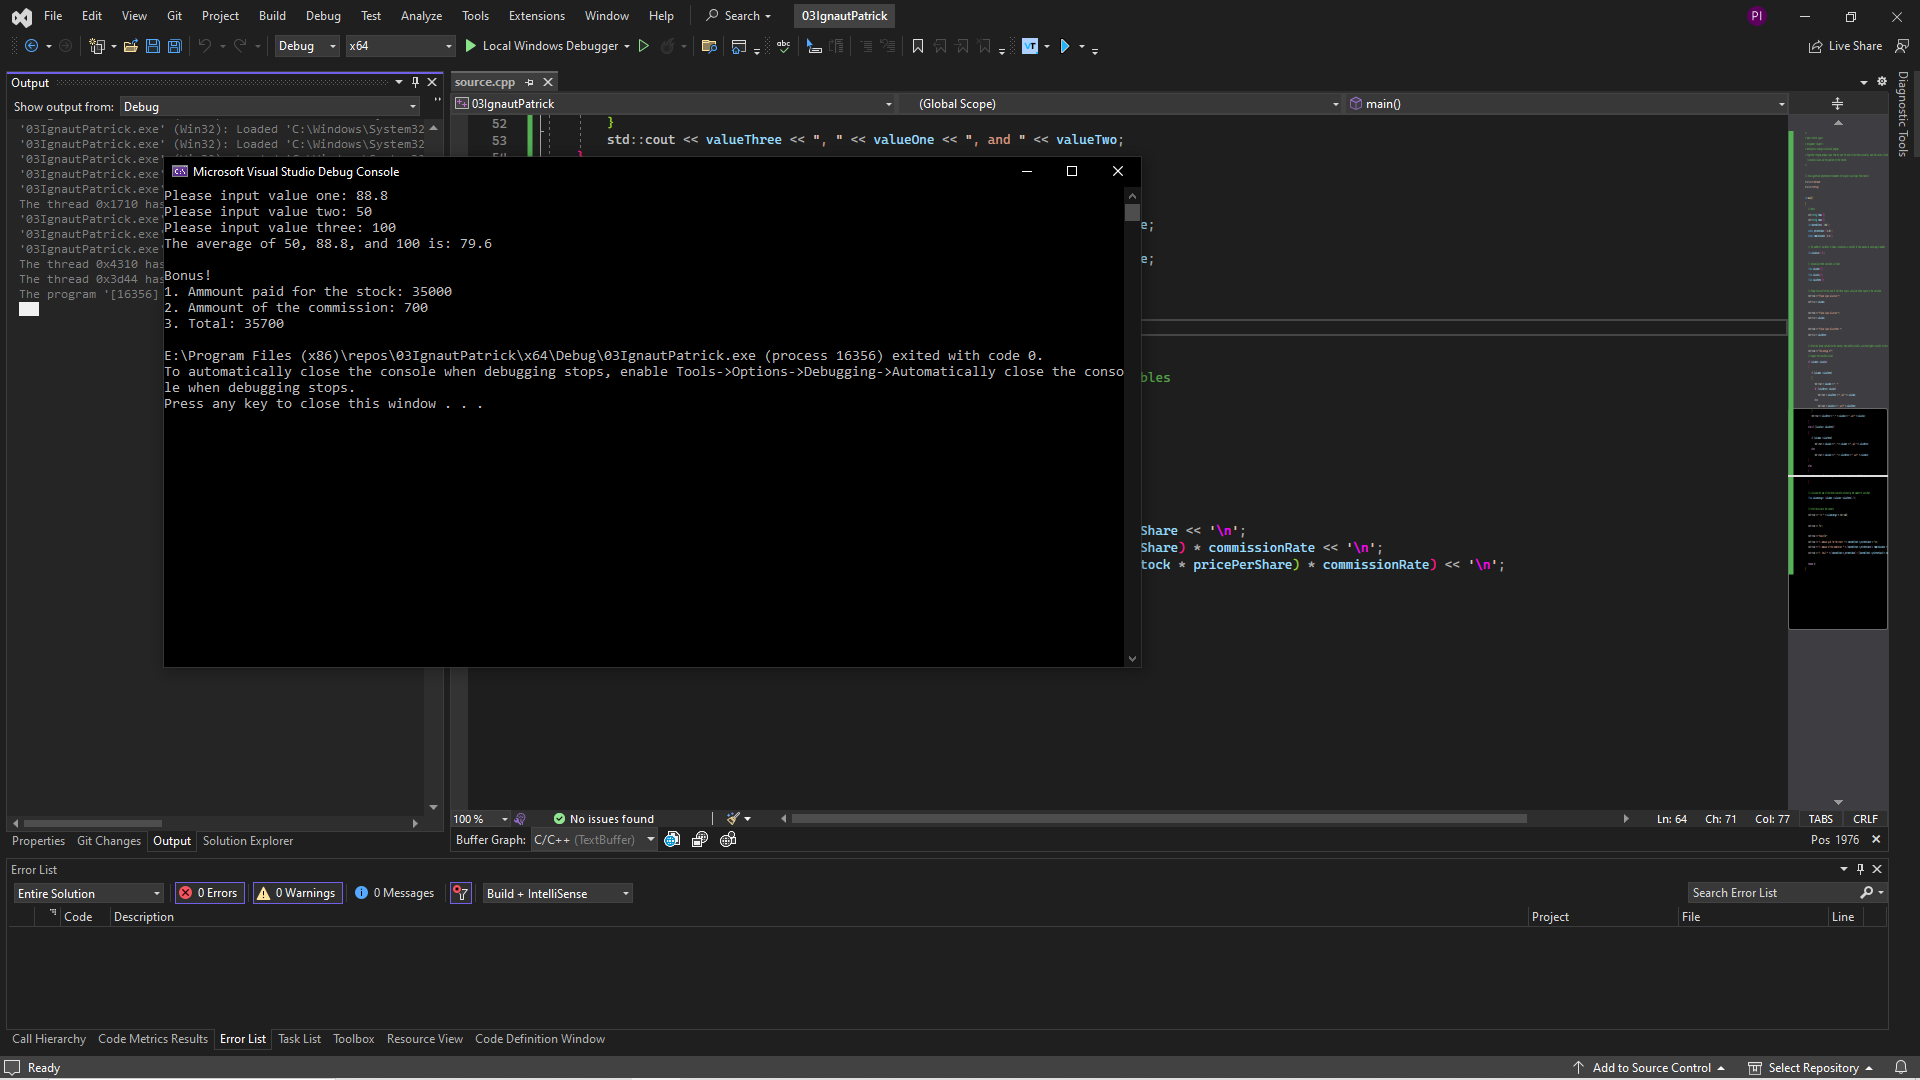 File Edit View Git Project Build Debug Test Analyze Tools Extensions Window Help Search 03IgnautPatrick PI
Debug x64 Local Windows Debugger Live Share
Output
Show output from: Debug
'03IgnautPatrick.exe' (Win32): Loaded 'C:\Windows\System32
'03IgnautPatrick.exe' (Win32): Loaded 'C:\Windows\System32
'03IgnautPatrick.exe'
'03IgnautPatrick.exe'
'03IgnautPatrick.exe'
The thread 0x1710 has
'03IgnautPatrick.exe'
'03IgnautPatrick.exe'
'03IgnautPatrick.exe'
The thread 0x4310 has
The thread 0x3d44 has
The program '[16356]
source.cpp
03IgnautPatrick (Global Scope) main()
52 }
53 std::cout << valueThree << ", " << valueOne << ", and " << valueTwo;
Microsoft Visual Studio Debug Console
Please input value one: 88.8
Please input value two: 50
Please input value three: 100
The average of 50, 88.8, and 100 is: 79.6
Bonus!
1. Ammount paid for the stock: 35000
2. Ammount of the commission: 700
3. Total: 35700
E:\Program Files (x86)\repos\03IgnautPatrick\x64\Debug\03IgnautPatrick.exe (process 16356) exited with code 0.
To automatically close the console when debugging stops, enable Tools->Options->Debugging->Automatically close the conso
le when debugging stops.
Press any key to close this window . . .
e;
e;
bles
Share << '\n';
Share) * commissionRate << '\n';
tock * pricePerShare) * commissionRate) << '\n';
Diagnostic Tools
100 % No issues found Ln: 64 Ch: 71 Col: 77 TABS CRLF
Buffer Graph: C/C++ (TextBuffer) Pos 1976
Properties Git Changes Output Solution Explorer
Error List
Entire Solution 0 Errors 0 Warnings 0 Messages Build + IntelliSense Search Error List
Code Description Project File Line
Call Hierarchy Code Metrics Results Error List Task List Toolbox Resource View Code Definition Window
Ready Add to Source Control Select Repository